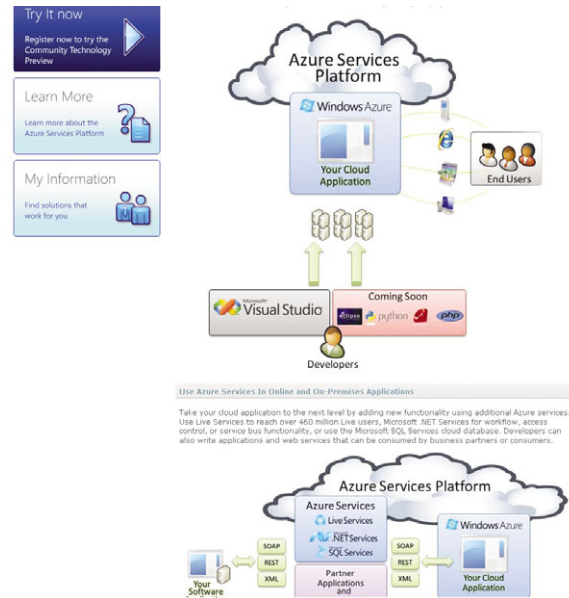 Try It now
Register now to try the
Community Technology
Preview
Learn More
Learn more about the
Azure Services Platform
My Information
Find solutions that
work for you
Azure Services
Platform
Windows Azure
Your Cloud
Application
End Users
Microsoft
Visual Studio
Coming Soon
eclipse
python
php
Developers
Use Azure Services In Online and On-Premises Applications
Take your cloud application to the next level by adding new functionality using additional Azure services.
Use Live Services to reach over 460 million Live users, Microsoft .NET Services for workflow, access
control, or service bus functionality, or use the Microsoft SQL Services cloud database. Developers can
also write applications and web services that can be consumed by business partners or consumers.
Azure Services Platform
Azure Services
Live Services
.NET Services
SQL Services
Partner
Applications
and
SOAP
REST
XML
SOAP
REST
XML
Windows Azure
Your Cloud
Application
Your
Software